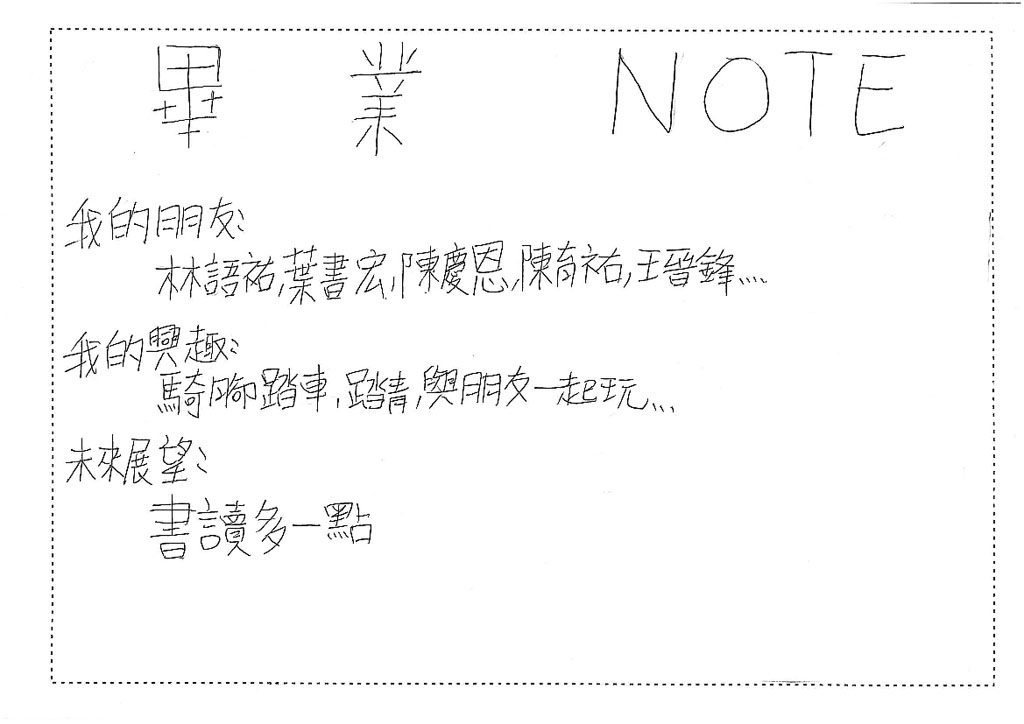 畢業 NOTE
我的朋友:
林語祐,葉書宏,陳慶恩,陳育祐,王晉鋒....
我的興趣:
騎腳踏車,踏青,與朋友一起玩...
未來展望:
書讀多一點